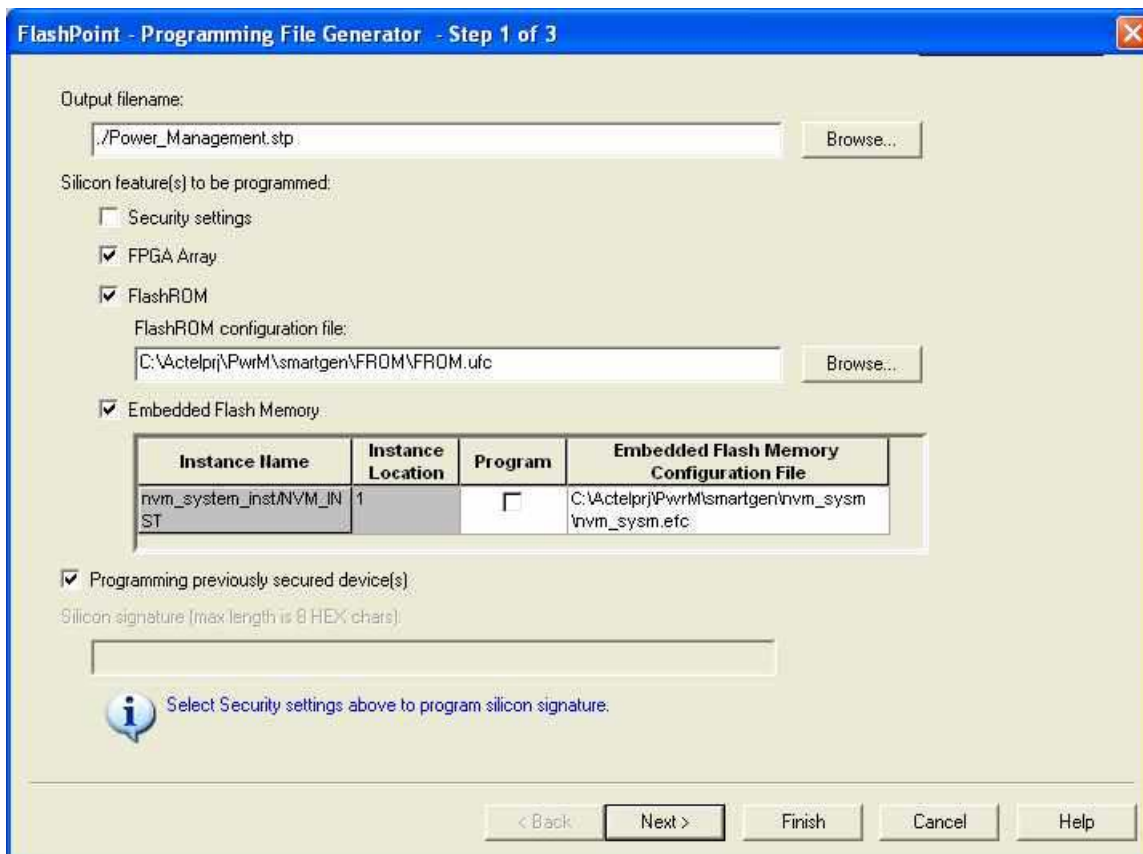 FlashPoint - Programming File Generator - Step 1 of 3
Output filename:
./Power_Management.stp
Browse...
Silicon feature(s) to be programmed:
Security settings
FPGA Array
FlashROM
FlashROM configuration file:
C:\Actelprj\PwrM\smartgen\FROM\FROM.ufc
Browse...
Embedded Flash Memory
Instance Name
Instance
Location
Program
Embedded Flash Memory
Configuration File
nvm_system_inst/NVM_IN
ST
1
C:\Actelprj\PwrM\smartgen\nvm_sysm
\nvm_sysm.efc
Programming previously secured device(s)
Silicon signature (max length is 8 HEX chars):
Select Security settings above to program silicon signature.
< Back
Next >
Finish
Cancel
Help